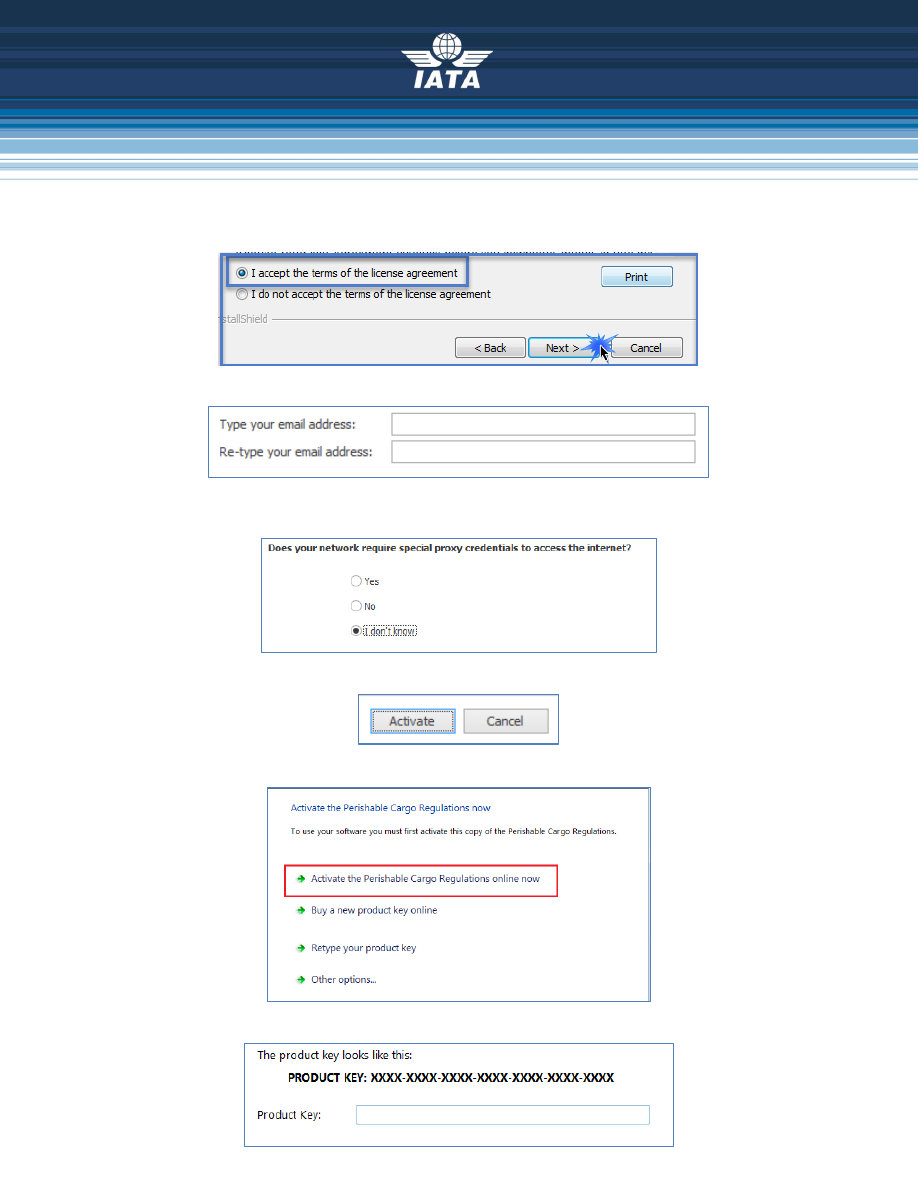 IATA
I accept the terms of the license agreement
Print
I do not accept the terms of the license agreement
stallShield
< Back
Next >
Cancel
Type your email address:
Re-type your email address:
Does your network require special proxy credentials to access the internet?
Yes
No
I don't know
Activate
Cancel
Activate the Perishable Cargo Regulations now
To use your software you must first activate this copy of the Perishable Cargo Regulations.
Activate the Perishable Cargo Regulations online now
Buy a new product key online
Retype your product key
Other options...
The product key looks like this:
PRODUCT KEY: XXXX-XXXX-XXXX-XXXX-XXXX-XXXX-XXXX
Product Key: